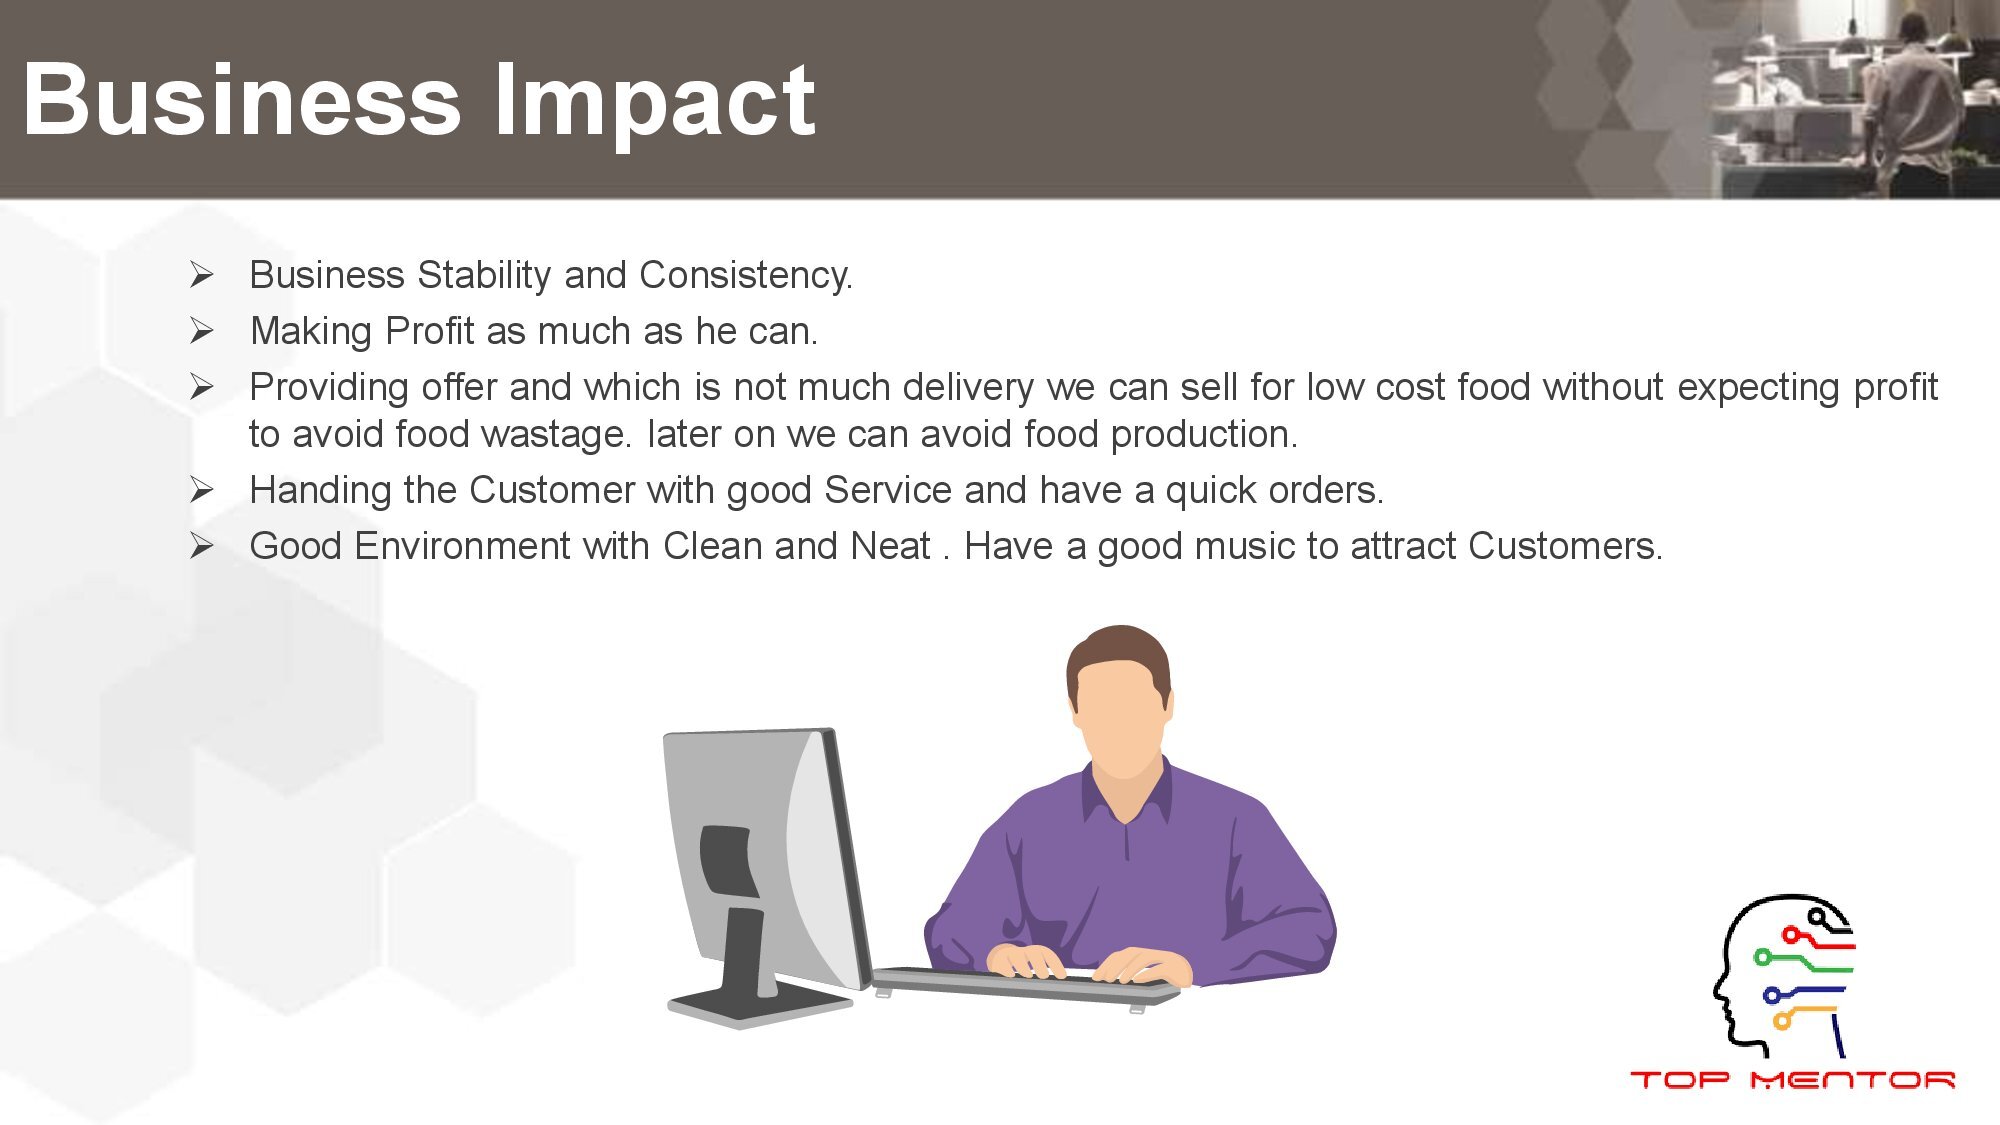 Business Impact
Business Stability and Consistency.
Making Profit as much as he can.
Providing offer and which is not much delivery we can sell for low cost food without expecting profit
to avoid food wastage. later on we can avoid food production.
Handing the Customer with good Service and have a quick orders.
Good Environment with Clean and Neat . Have a good music to attract Customers.
TOP MENTOR